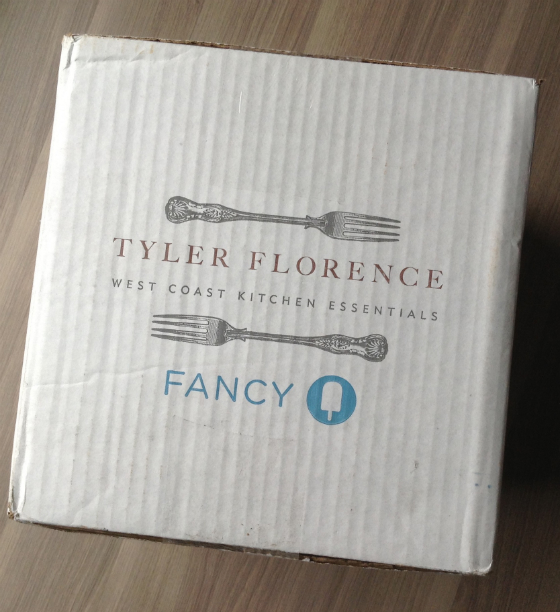 TYLER FLORENCE
WEST COAST KITCHEN ESSENTIALS
FANCY